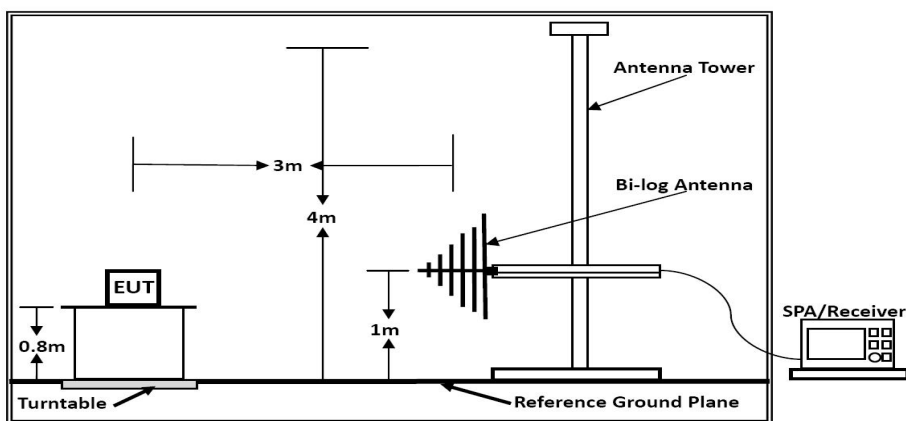 Antenna Tower
3m
Bi-log Antenna
4m
EUT
SPA/Receiver
1m
0.8m
Turntable
Reference Ground Plane